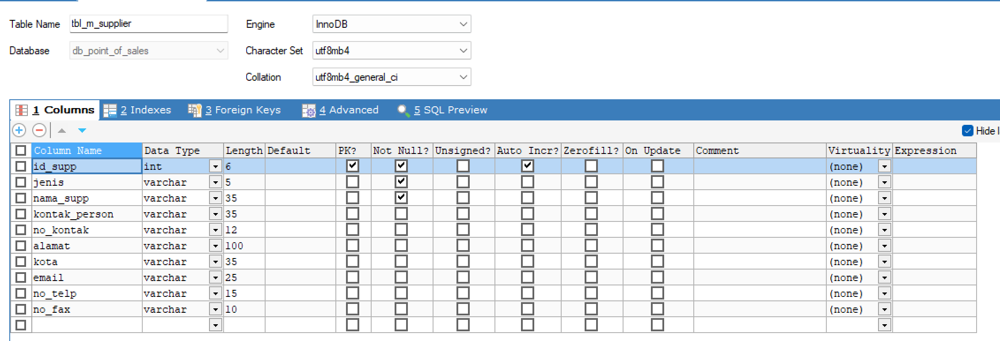 Table Name tbl_m_supplier Engine InnoDB
Database db_point_of_sales Character Set utf8mb4
Collation utf8mb4_general_ci
1 Columns 2 Indexes 3 Foreign Keys 4 Advanced 5 SQL Preview
Hide
Column Name Data Type Length Default PK? Not Null? Unsigned? Auto Incr? Zerofill? On Update Comment Virtuality Expression
id_supp int 6 (none)
jenis varchar 5 (none)
nama_supp varchar 35 (none)
kontak_person varchar 35 (none)
no_kontak varchar 12 (none)
alamat varchar 100 (none)
kota varchar 35 (none)
email varchar 25 (none)
no_telp varchar 15 (none)
no_fax varchar 10 (none)